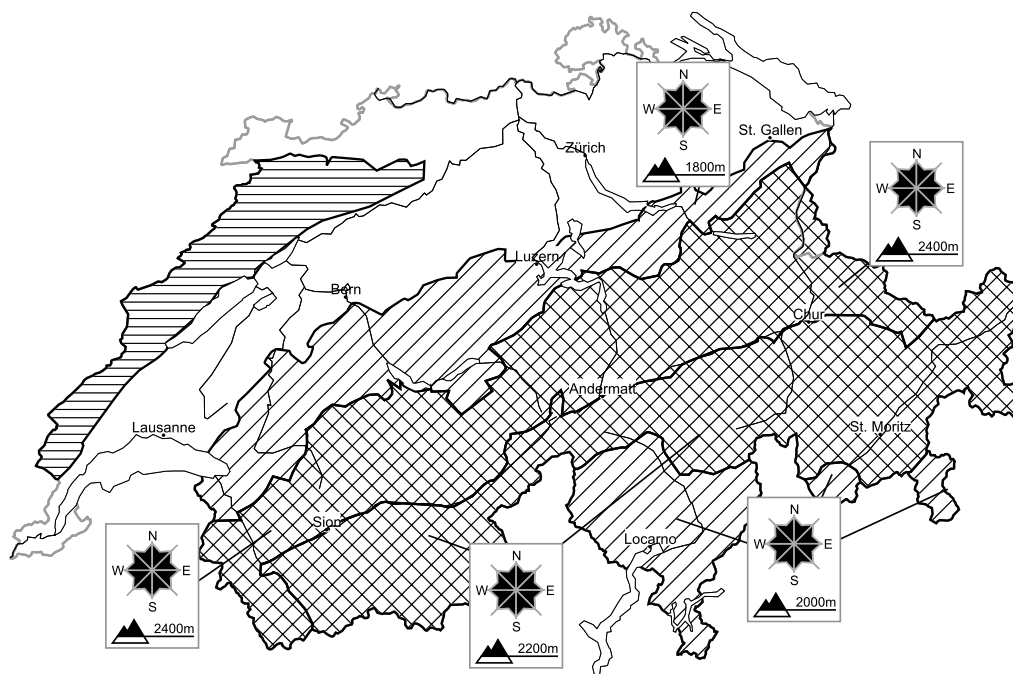 N
W E
S
1800m
St. Gallen
Zürich
N
W E
S
2400m
Luzern
Bern
Chur
Andermatt
Lausanne
St. Moritz
Sion
Locarno
N
W E
S
2400m
N
W E
S
2200m
N
W E
S
2000m